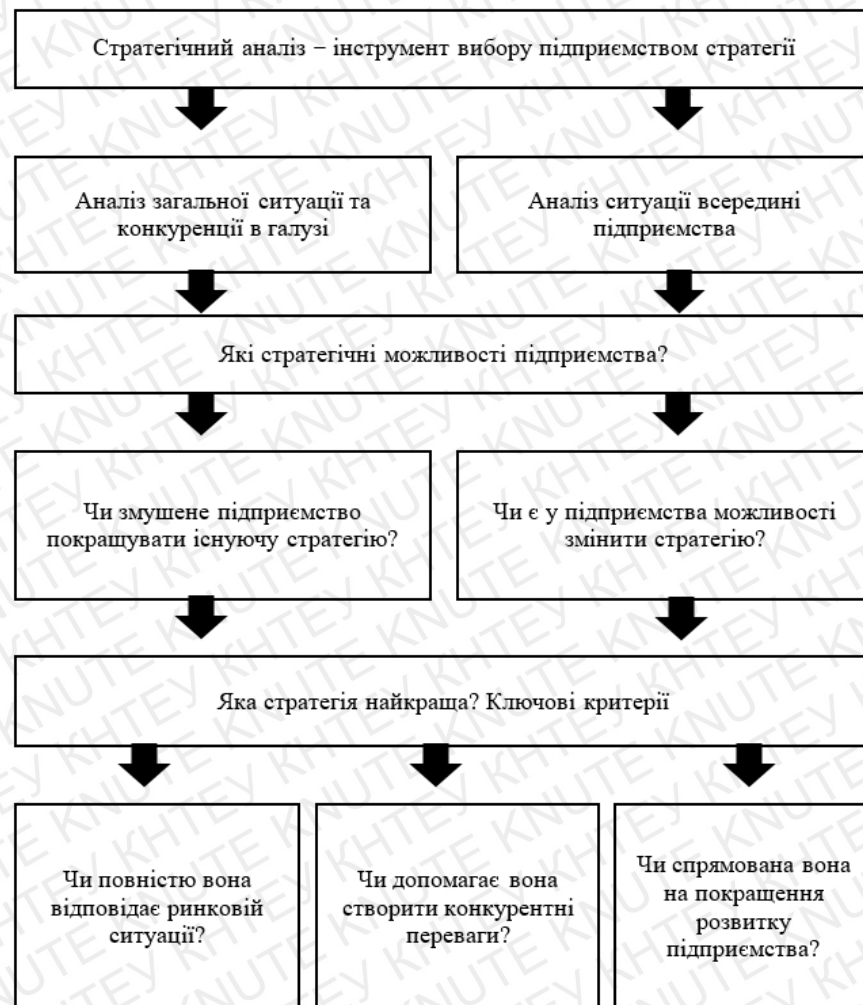 Стратегічний аналіз – інструмент вибору підприємством стратегії
Аналіз загальної ситуації та
конкуренції в галузі
Аналіз ситуації всередині
підприємства
Які стратегічні можливості підприємства?
Чи змушене підприємство
покращувати існуючу стратегію?
Чи є у підприємства можливості
змінити стратегію?
Яка стратегія найкраща? Ключові критерії
Чи повністю вона
відповідає ринковій
ситуації?
Чи допомагає вона
створити конкурентні
переваги?
Чи спрямована вона
на покращення
розвитку
підприємства?